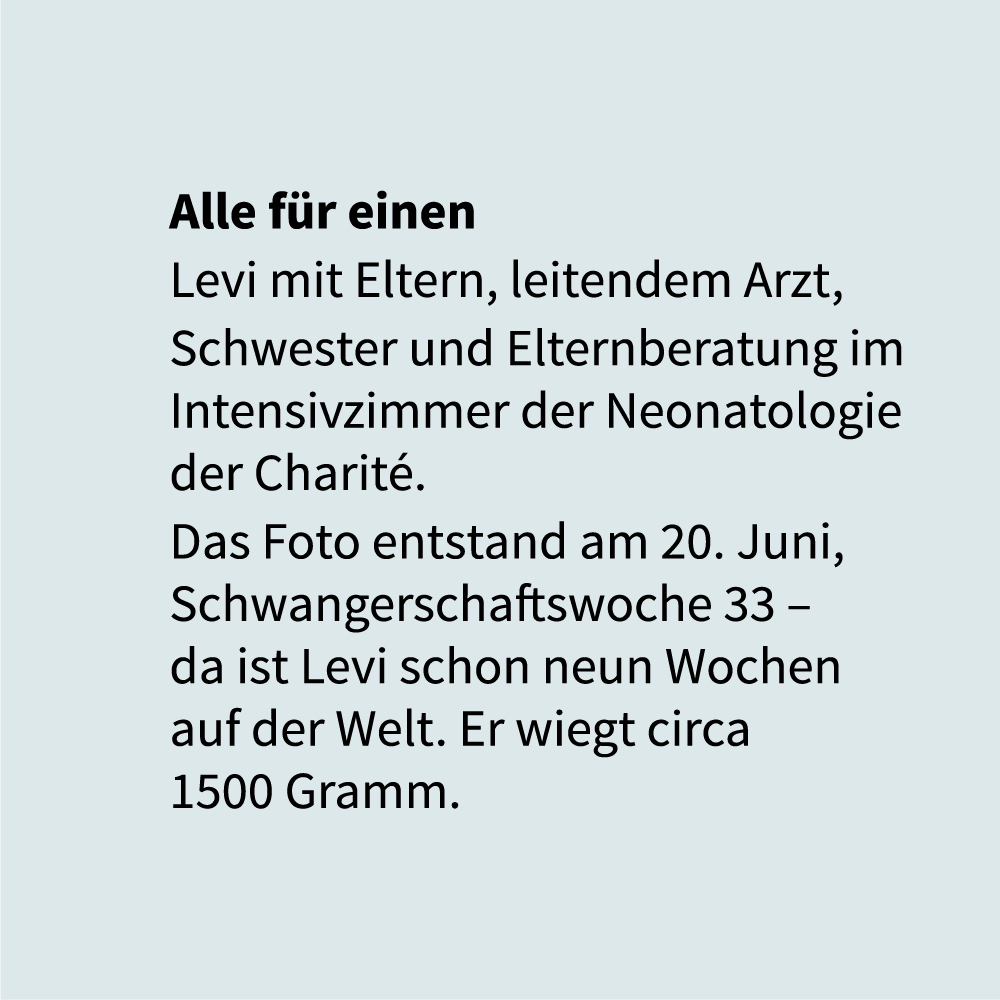 Alle für einen
Levi mit Eltern, leitendem Arzt,
Schwester und Elternberatung im
Intensivzimmer der Neonatologie
der Charité.
Das Foto entstand am 20. Juni,
Schwangerschaftswoche 33 –
da ist Levi schon neun Wochen
auf der Welt. Er wiegt circa
1500 Gramm.